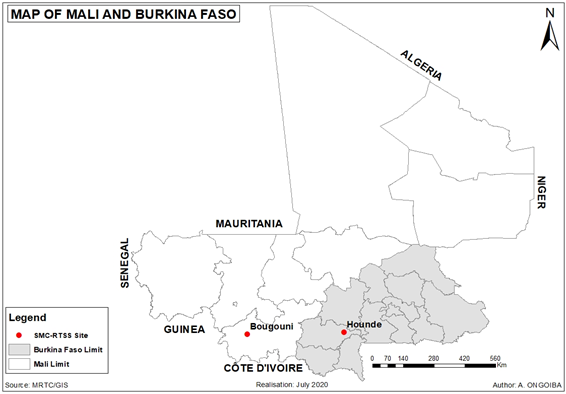 MAP OF MALI AND BURKINA FASO
N
ALGERIA
NIGER
MAURITANIA
SENEGAL
GUINEA
Bougouni
Hounde
CÔTE D'IVOIRE
Legend
SMC-RTSS Site
Burkina Faso Limit
Mali Limit
0 70 140 280 420 560
Km
Source: MRTC/GIS
Realisation: July 2020
Author: A. ONGOIBA